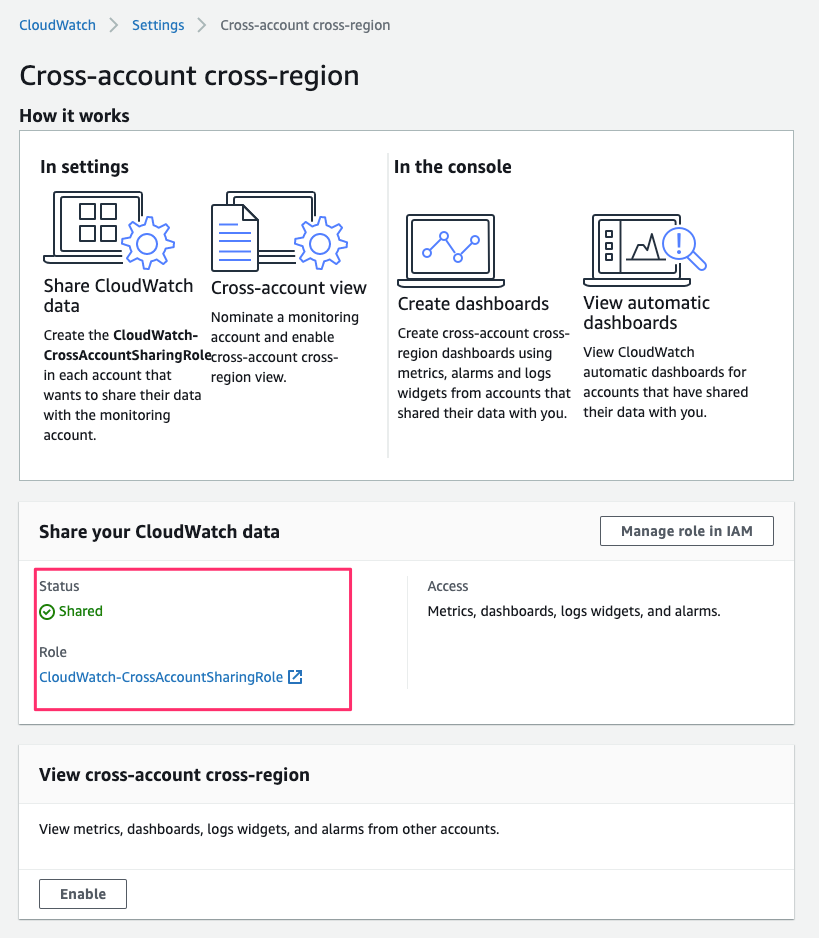 CloudWatch > Settings > Cross-account cross-region
Cross-account cross-region
How it works
In settings
Share CloudWatch
data
Create the CloudWatch-
CrossAccountSharingRole
in each account that
wants to share their data
with the monitoring
account.
Cross-account view
Nominate a monitoring
account and enable
cross-account cross-
region view.
In the console
Create dashboards
Create cross-account cross-
region dashboards using
metrics, alarms and logs
widgets from accounts that
shared their data with you.
View automatic
dashboards
View CloudWatch
automatic dashboards for
accounts that have shared
their data with you.
Share your CloudWatch data
Manage role in IAM
Status
Shared
Role
CloudWatch-CrossAccountSharingRole
Access
Metrics, dashboards, logs widgets, and alarms.
View cross-account cross-region
View metrics, dashboards, logs widgets, and alarms from other accounts.
Enable